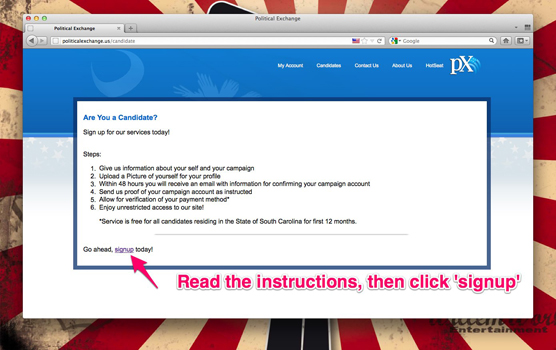 Political Exchange
Political Exchange
politicalexchange.us/candidate
Google
My Account Candidates Contact Us About Us HotSeat pX
Are You a Candidate?
Sign up for our services today!
Steps:
1. Give us information about your self and your campaign
2. Upload a Picture of yourself for your profile
3. Within 48 hours you will receive an email with information for confirming your campaign account
4. Send us proof of your campaign account as instructed
5. Allow for verification of your payment method*
6. Enjoy unrestricted access to our site!
*Service is free for all candidates residing in the State of South Carolina for first 12 months.
Go ahead, signup today!
Read the instructions, then click 'signup'
Entertainment